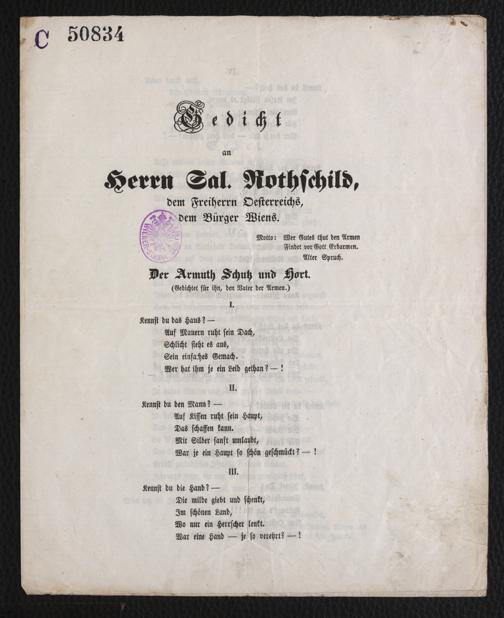 C 50834
Gedicht
an
Herrn Sal. Rothschild,
dem Freiherrn Oesterreichs,
dem Bürger Wiens.
Motto: Wer Gutes thut den Armen
Findet vor Gott Erbarmen.
Alter Spruch.
Der Armuth Schutz und Hort.
(Gedichtet für ihn, den Vater der Armen.)
I.
Kennst du das Haus? —
Auf Mauern ruht sein Dach,
Schlicht sieht es aus,
Sein einfaches Gemach.
Wer hat ihm je ein Leid gethan? — !
II.
Kennst du den Mann? —
Auf Kissen ruht sein Haupt,
Das schaffen kann.
Mit Silber sanft umlaubt,
War je ein Haupt so schön geschmückt? — !
III.
Kennst du die Hand? —
Die milde giebt und schenkt,
Im schönen Land,
Wo nur ein Herrscher lenkt.
War eine Hand — je so verehrt? — !